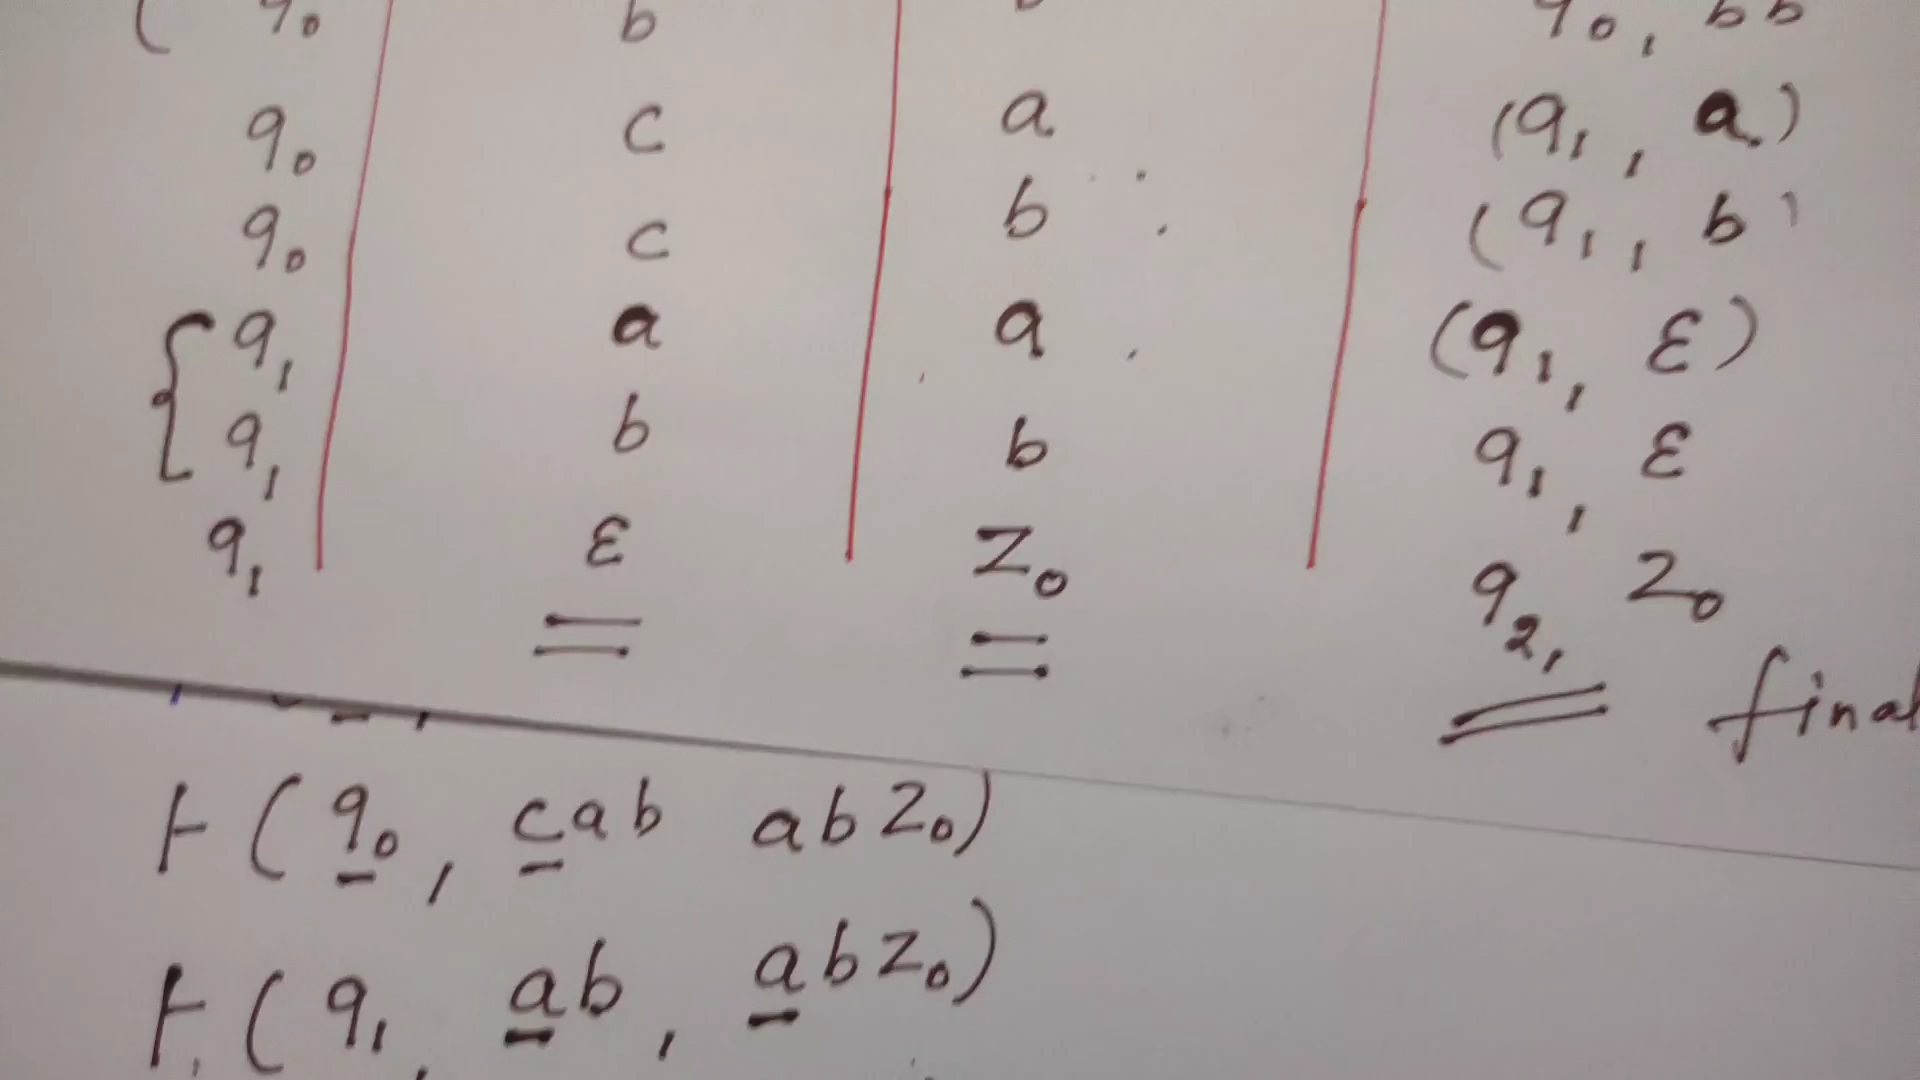 ( q₀ b b q₀, bb
q₀ c a (q₁, a)
q₀ c b (q₁, b)
{ q₁ a a (q₁, ε)
q₁ b b q₁, ε
q₁ ε Z₀ q₂, Z₀
final
⊢ ( q₀, cab abZ₀)
⊢ ( q₁, ab, abZ₀)